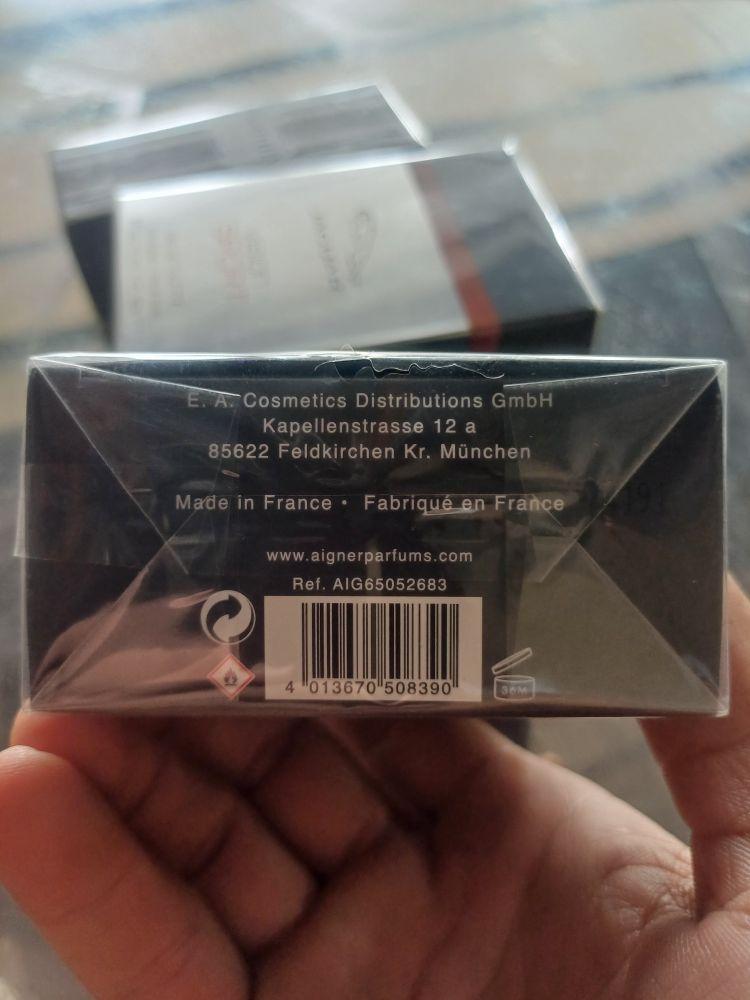 E. A. Cosmetics Distributions GmbH
Kapellenstrasse 12 a
85622 Feldkirchen Kr. München
Made in France • Fabriqué en France
www.aignerparfums.com
Ref. AIG65052683
4 013670 508390
36M